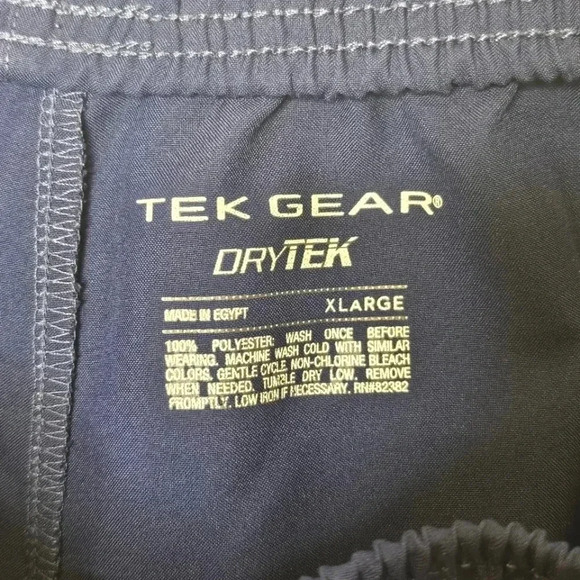 TEK GEAR®
DRYTEK
MADE IN EGYPT XLARGE
100% POLYESTER: WASH ONCE BEFORE
WEARING. MACHINE WASH COLD WITH SIMILAR
COLORS. GENTLE CYCLE. NON-CHLORINE BLEACH
WHEN NEEDED. TUMBLE DRY LOW. REMOVE
PROMPTLY. LOW IRON IF NECESSARY. RN#82382